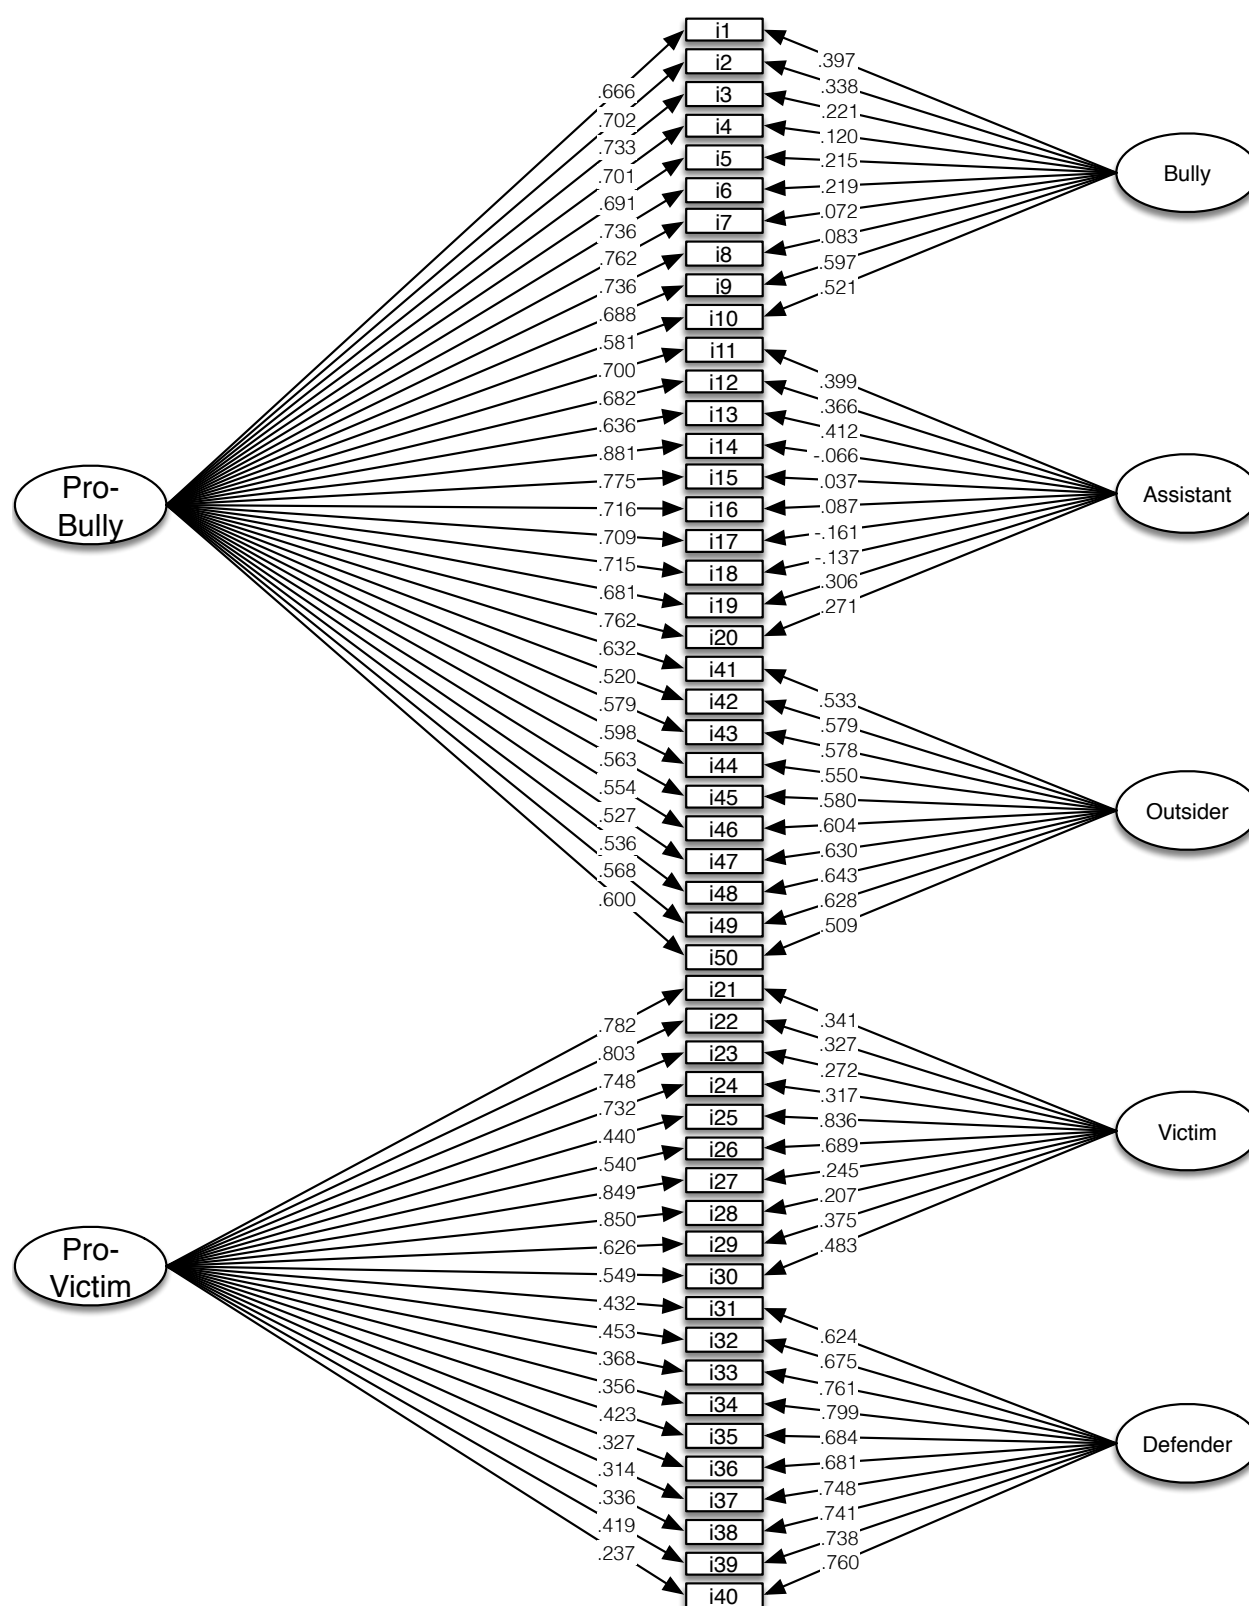 i1
i2
i3
i4
i5
i6
i7
i8
i9
i10
i11
i12
i13
i14
i15
i16
i17
i18
i19
i20
i41
i42
i43
i44
i45
i46
i47
i48
i49
i50
i21
i22
i23
i24
i25
i26
i27
i28
i29
i30
i31
i32
i33
i34
i35
i36
i37
i38
i39
i40
Pro-
Bully
.666
.702
.733
.701
.691
.736
.762
.736
.688
.581
.700
.682
.636
.881
.775
.716
.709
.715
.681
.762
.632
.520
.579
.598
.563
.554
.527
.536
.568
.600
Pro-
Victim
.782
.803
.748
.732
.440
.540
.849
.850
.626
.549
.432
.453
.368
.356
.423
.327
.314
.336
.419
.237
.397
.338
.221
.120
.215
.219
.072
.083
.597
.521
Bully
.399
.366
.412
-.066
.037
.087
-.161
-.137
.306
.271
Assistant
.533
.579
.578
.550
.580
.604
.630
.643
.628
.509
Outsider
.341
.327
.272
.317
.836
.689
.245
.207
.375
.483
Victim
.624
.675
.761
.799
.684
.681
.748
.741
.738
.760
Defender